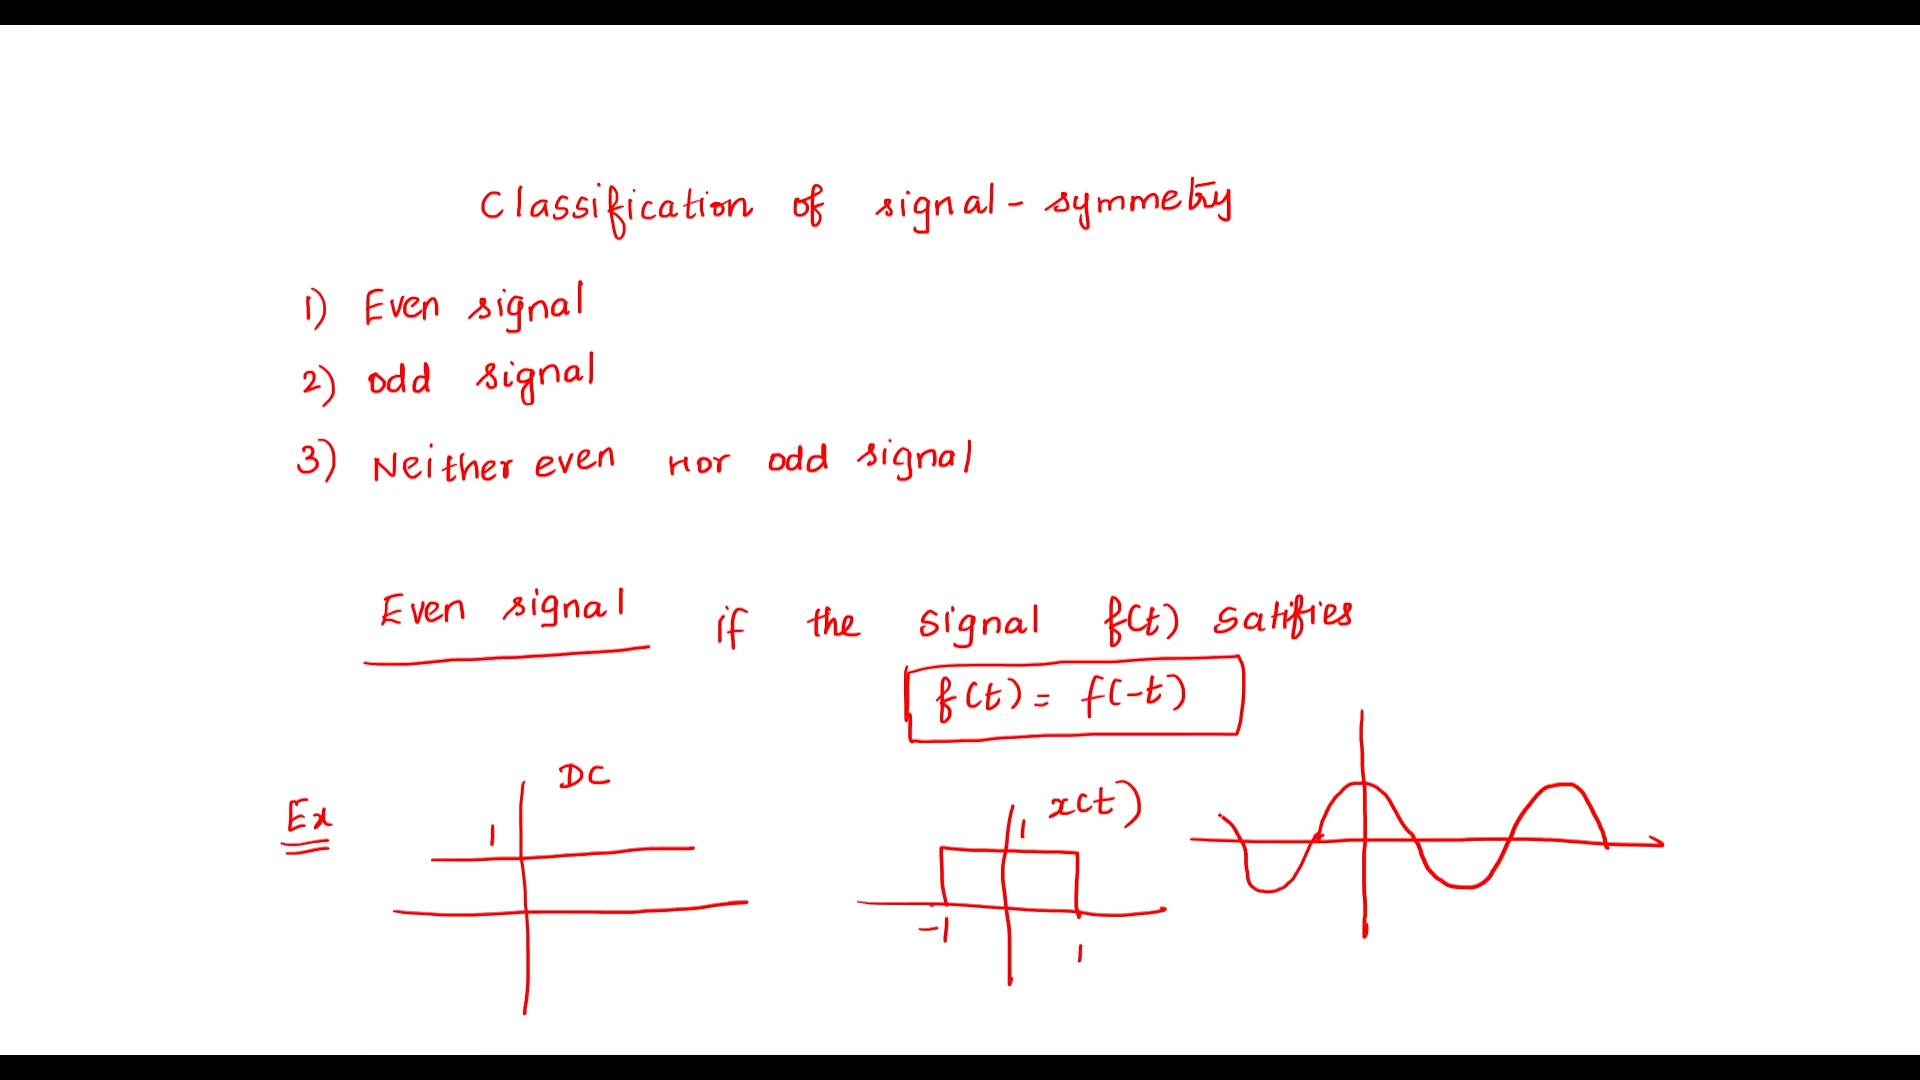 Classification of signal - symmetry
1) Even signal
2) odd signal
3) Neither even nor odd signal
Even signal if the signal f(t) satifies
f(t) = f(-t)
Ex
DC
1
x(t)
1
-1
1